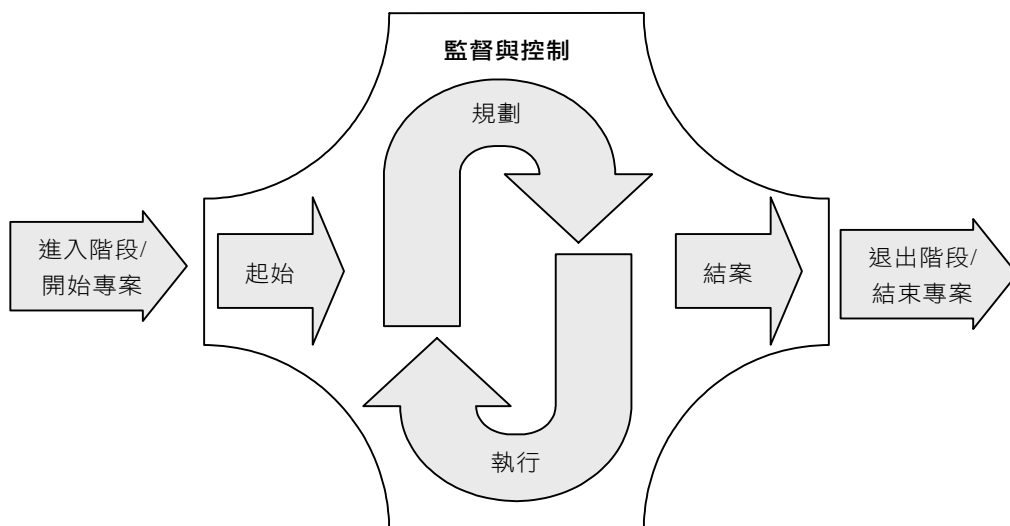 監督與控制
規劃
進入階段/
開始專案
起始
結案
退出階段/
結束專案
執行